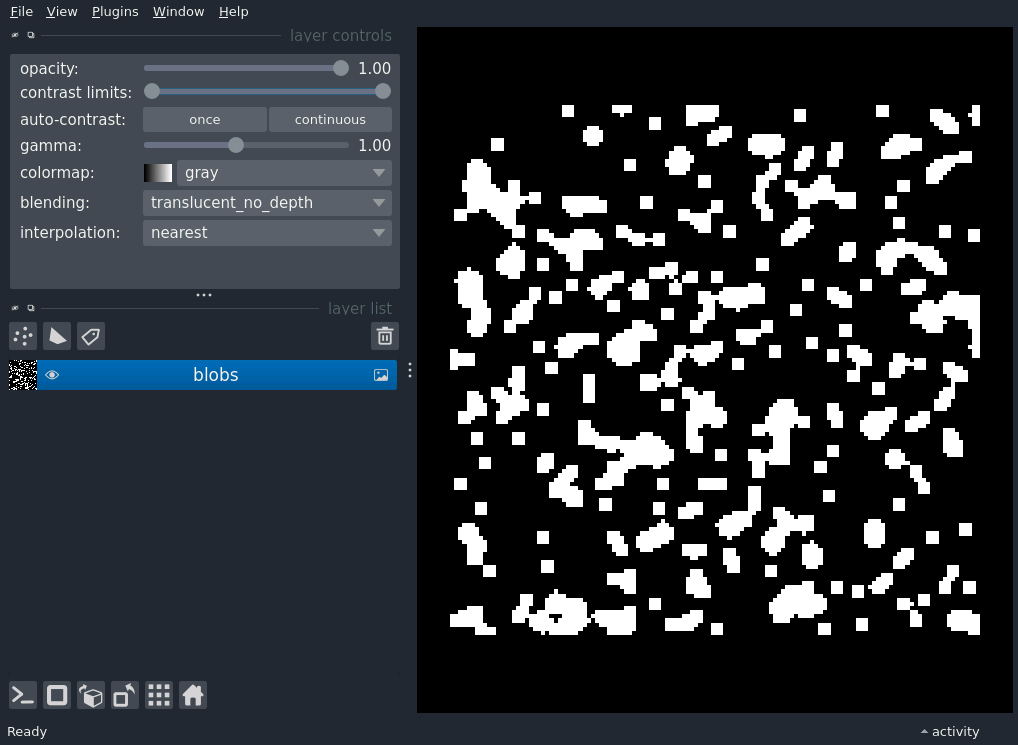 File View Plugins Window Help
layer controls
opacity: 1.00
contrast limits:
auto-contrast: once continuous
gamma: 1.00
colormap: gray
blending: translucent_no_depth
interpolation: nearest
layer list
blobs
Ready activity